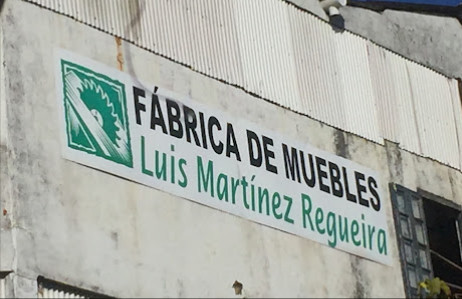 FÁBRICA DE MUEBLES
Luis Martínez Regueira